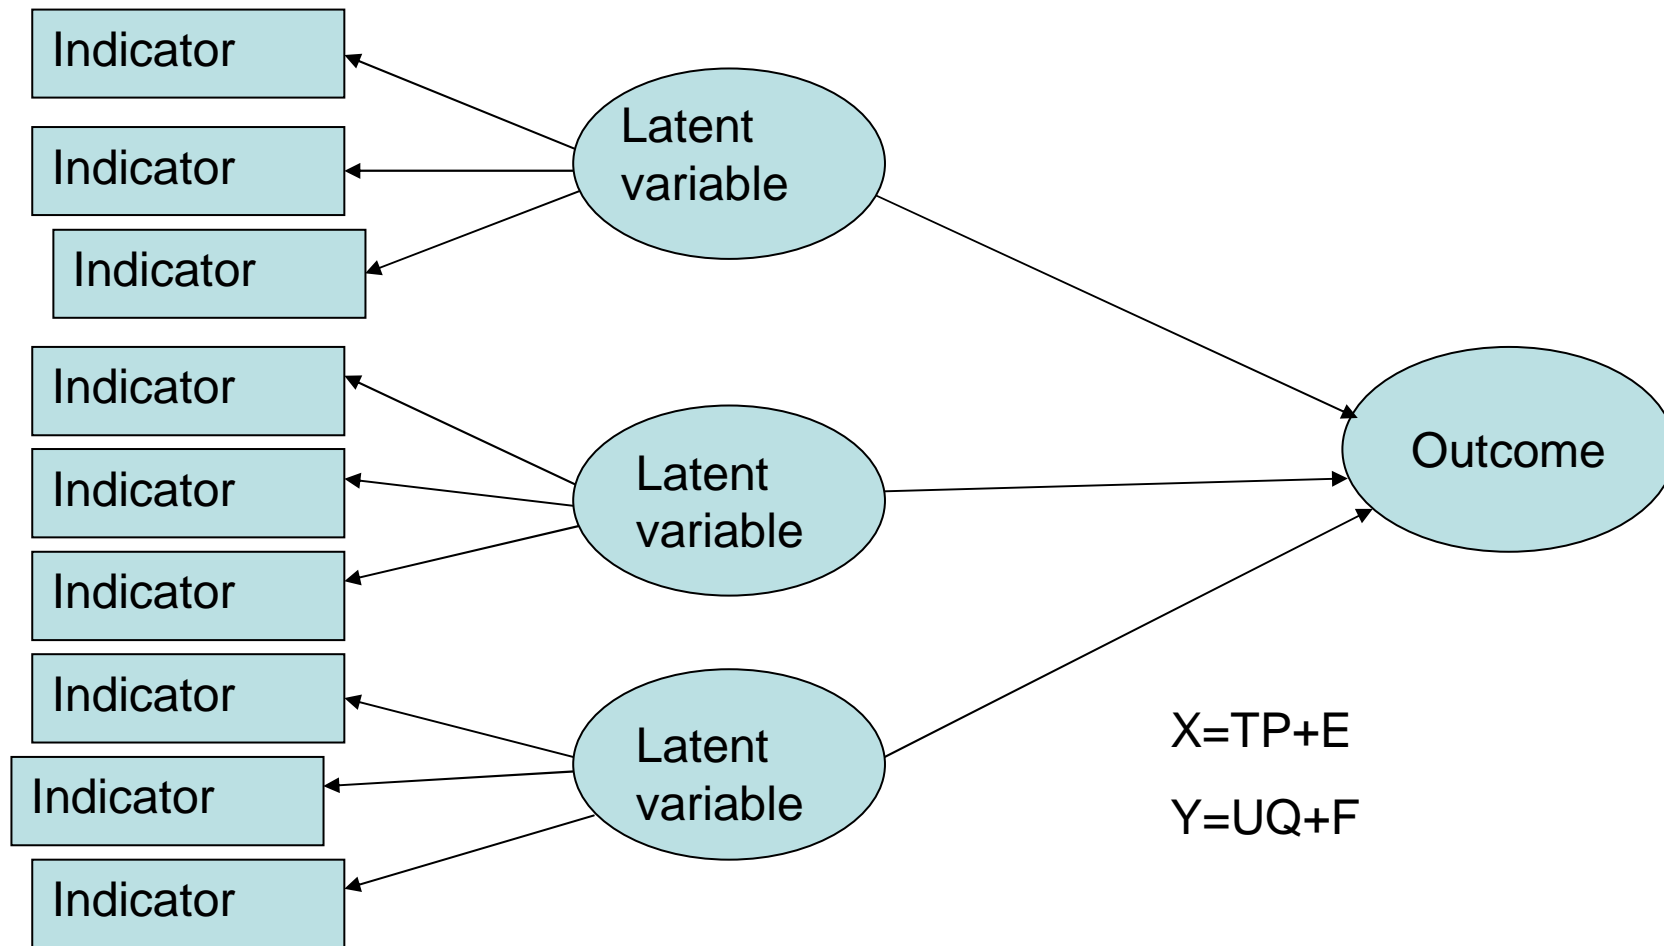 Indicator
Indicator
Indicator
Indicator
Indicator
Indicator
Indicator
Indicator
Indicator
Latent
variable
Latent
variable
Latent
variable
Outcome
X=TP+E
Y=UQ+F